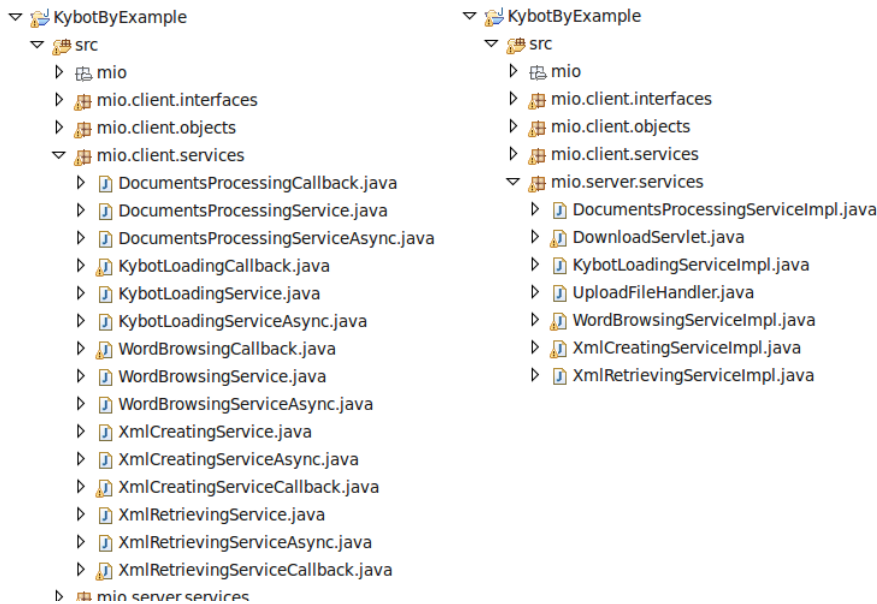 KybotByExample
src
mio
mio.client.interfaces
mio.client.objects
mio.client.services
DocumentsProcessingCallback.java
DocumentsProcessingService.java
DocumentsProcessingServiceAsync.java
KybotLoadingCallback.java
KybotLoadingService.java
KybotLoadingServiceAsync.java
WordBrowsingCallback.java
WordBrowsingService.java
WordBrowsingServiceAsync.java
XmlCreatingService.java
XmlCreatingServiceAsync.java
XmlCreatingServiceCallback.java
XmlRetrievingService.java
XmlRetrievingServiceAsync.java
XmlRetrievingServiceCallback.java
mio.server.services
KybotByExample
src
mio
mio.client.interfaces
mio.client.objects
mio.client.services
mio.server.services
DocumentsProcessingServiceImpl.java
DownloadServlet.java
KybotLoadingServiceImpl.java
UploadFileHandler.java
WordBrowsingServiceImpl.java
XmlCreatingServiceImpl.java
XmlRetrievingServiceImpl.java